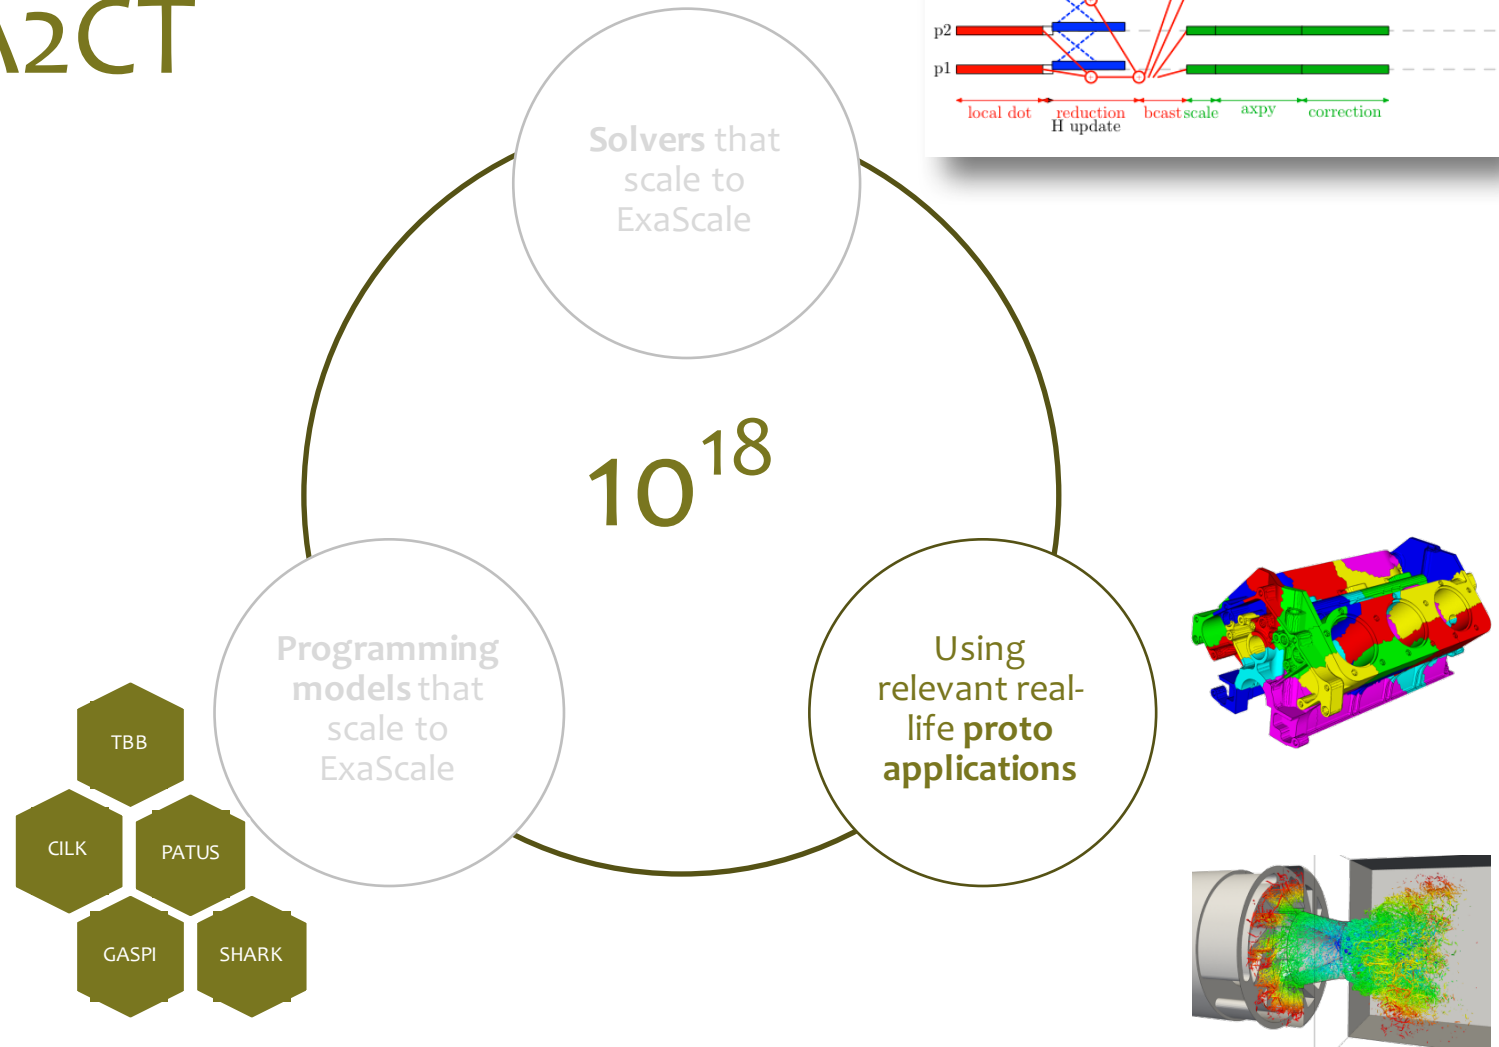 A2CT
p2
p1
local dot
reduction
bcast
scale
axpy
correction
H update
Solvers that
scale to
ExaScale
10^18
Programming
models that
scale to
ExaScale
Using
relevant real-
life proto
applications
TBB
CILK
PATUS
GASPI
SHARK